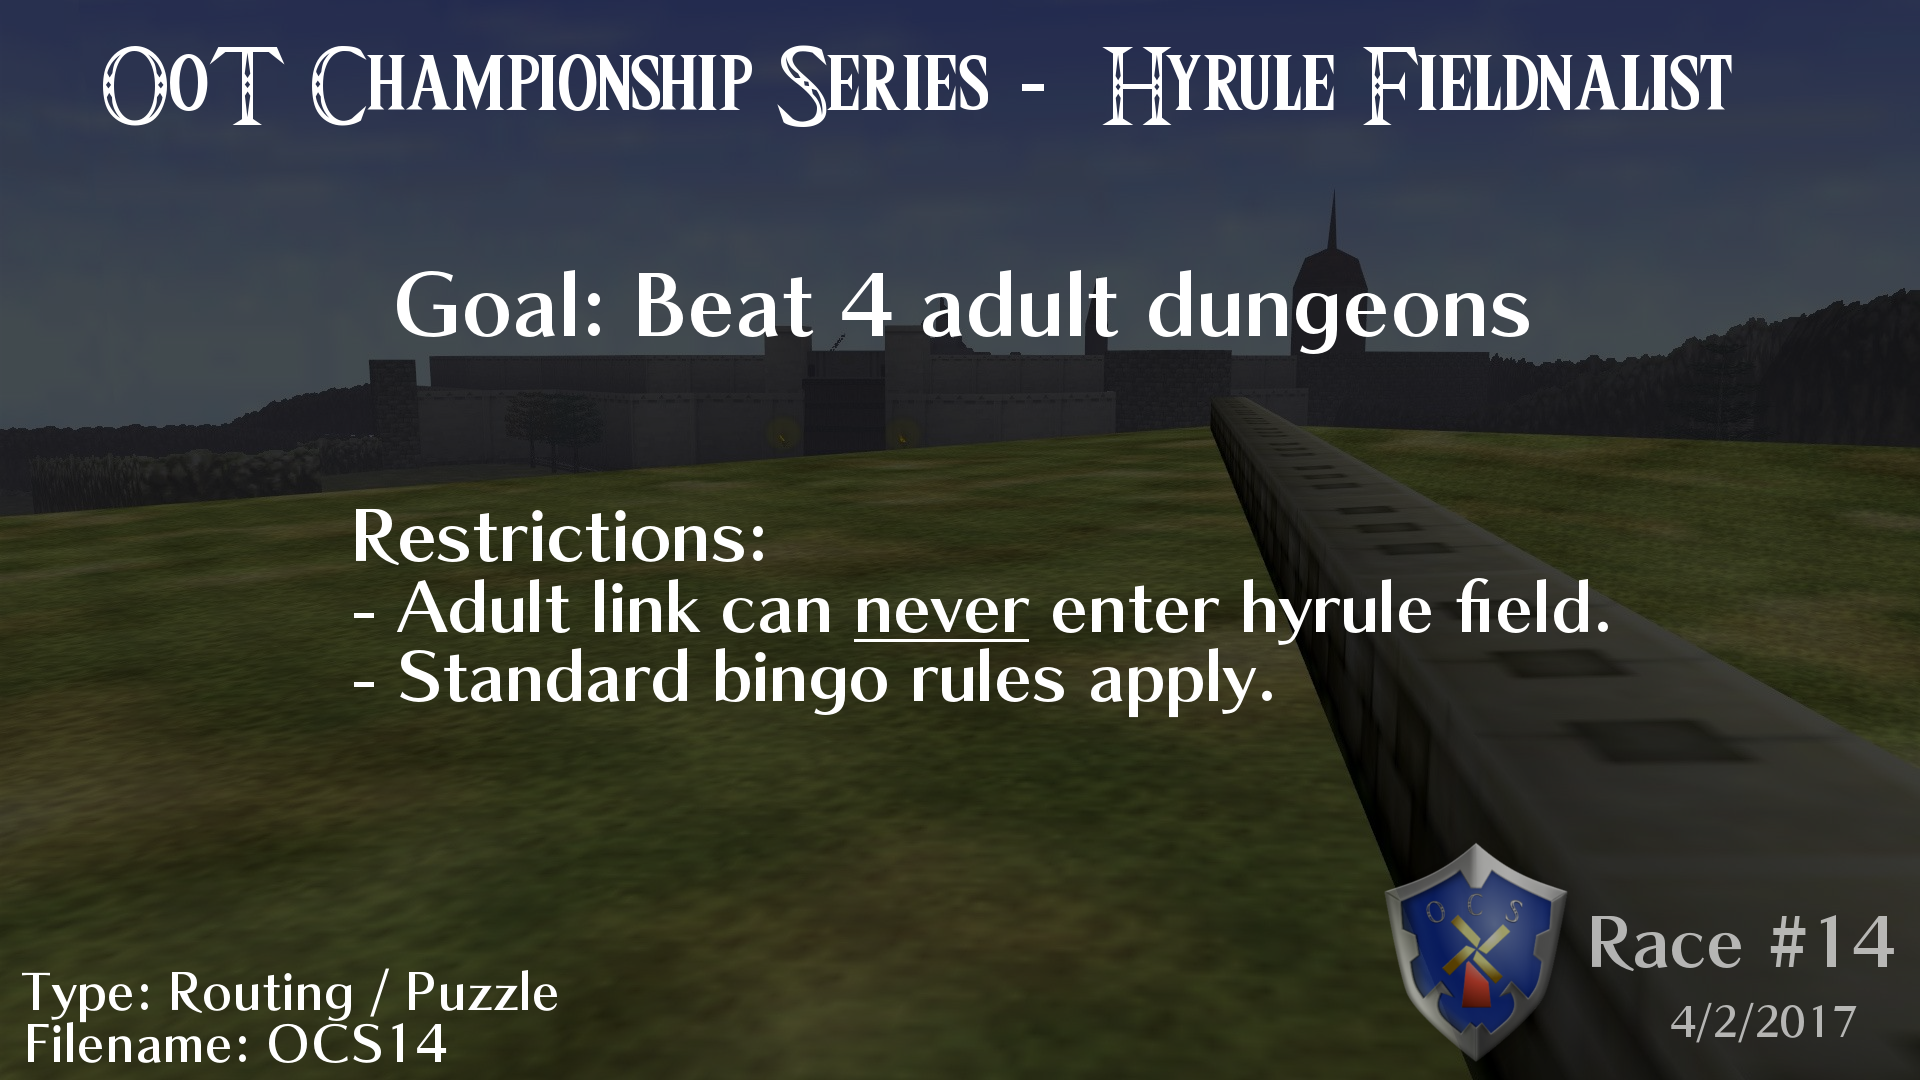 OoT Championship Series - Hyrule Fieldnalist
Goal: Beat 4 adult dungeons
Restrictions:
- Adult link can never enter hyrule field.
- Standard bingo rules apply.
O C S
Race #14
4/2/2017
Type: Routing / Puzzle
Filename: OCS14